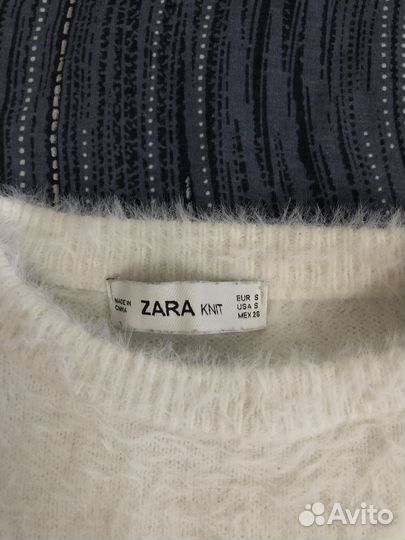 MADE IN
CHINA
ZARA KNIT
EUR S
USA S
MEX 26
Avito